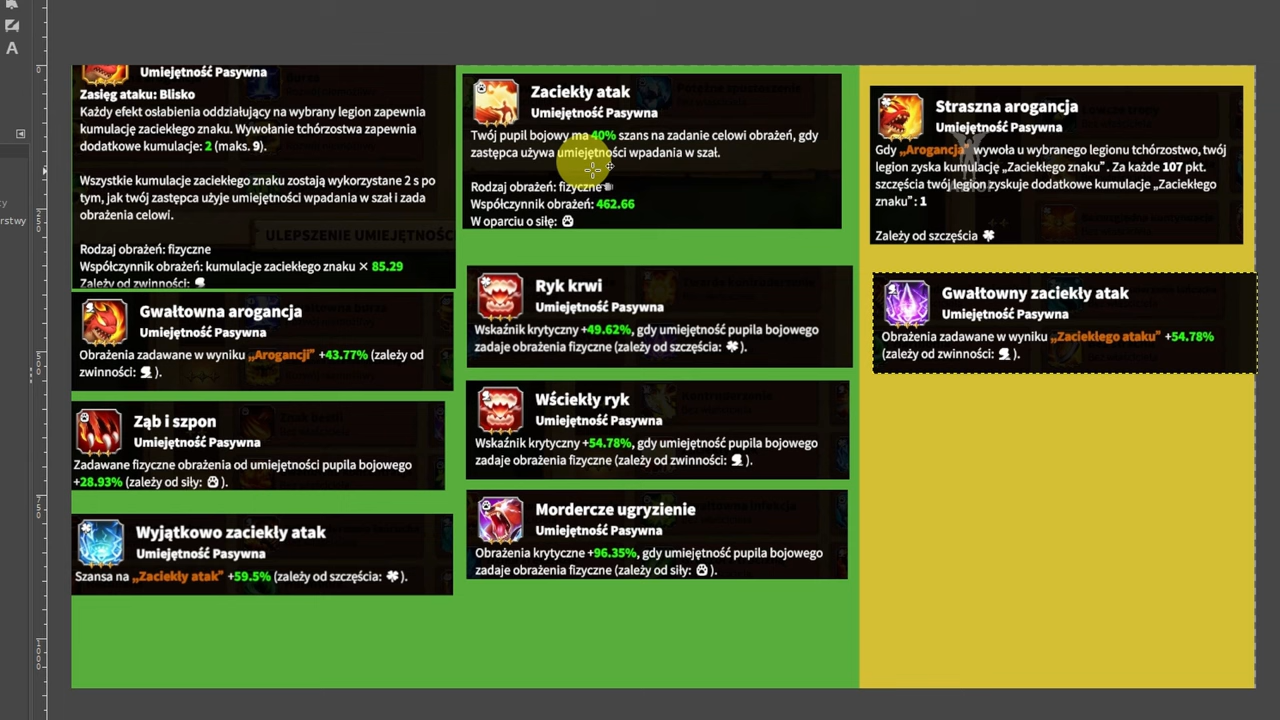 A
Umiejętność Pasywna
Zasięg ataku: Blisko
Każdy efekt osłabienia oddziałujący na wybrany legion zapewnia
kumulację zaciekłego znaku. Wywołanie tchórzostwa zapewnia
dodatkowe kumulacje: 2 (maks. 9).
Wszystkie kumulacje zaciekłego znaku zostają wykorzystane 2 s po
tym, jak twój zastępca użyje umiejętności wpadania w szał i zada
obrażenia celowi.
Rodzaj obrażeń: fizyczny
Współczynnik obrażeń: kumulacje zaciekłego znaku × 85.29
Zależy od zwinności:
Gwałtowna arogancja
Umiejętność Pasywna
Obrażenia zadawane w wyniku „Arogancji” +43.77% (zależy od
zwinności: ).
Ząb i szpon
Umiejętność Pasywna
Zadawane fizyczne obrażenia od umiejętności pupila bojowego
+28.93% (zależy od siły: ).
Wyjątkowo zaciekły atak
Umiejętność Pasywna
Szansa na „Zaciekły atak” +59.5% (zależy od szczęścia: ).
Zaciekły atak
Umiejętność Pasywna
Twój pupil bojowy ma 40% szans na zadanie celowi obrażeń, gdy
zastępca używa umiejętności wpadania w szał.
Rodzaj obrażeń: fizyczne
Współczynnik obrażeń: 462.66
W oparciu o siłę:
Ryk krwi
Umiejętność Pasywna
Wskaźnik krytyczny +49.62%, gdy umiejętność pupila bojowego
zadaje obrażenia fizyczne (zależy od szczęścia: ).
Wściekły ryk
Umiejętność Pasywna
Wskaźnik krytyczny +54.78%, gdy umiejętność pupila bojowego
zadaje obrażenia fizyczne (zależy od zwinności: ).
Mordercze ugryzienie
Umiejętność Pasywna
Obrażenia krytyczne +96.35%, gdy umiejętność pupila bojowego
zadaje obrażenia fizyczne (zależy od siły: ).
Straszna arogancja
Umiejętność Pasywna
Gdy „Arogancja” wywoła u wybranego legionu tchórzostwo, twój
legion zyska kumulację „Zaciekłego znaku”. Za każde 107 pkt.
szczęścia twój legion zyskuje dodatkowe kumulacje „Zaciekłego
znaku”: 1
Zależy od szczęścia
Gwałtowny zaciekły atak
Umiejętność Pasywna
Obrażenia zadawane w wyniku „Zaciekłego ataku” +54.78%
(zależy od zwinności: ).
ULEPSZENIE UMIEJĘTNOŚC